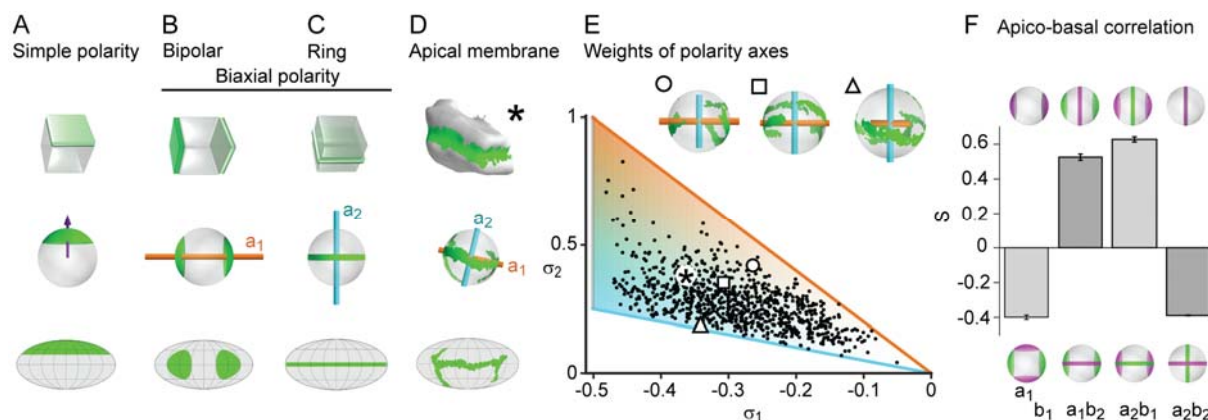 A
Simple polarity
B
Bipolar
C
Ring
Biaxial polarity
D
Apical membrane
E
Weights of polarity axes
F
Apico-basal correlation
*
a1
a2
a2
a1
1
0.5
σ2
0
-0.5 -0.4 -0.3 -0.2 -0.1 0
σ1
*
S
0.6
0.4
0
-0.2
-0.4
a1
b1
a1b2
a2b1
a2b2